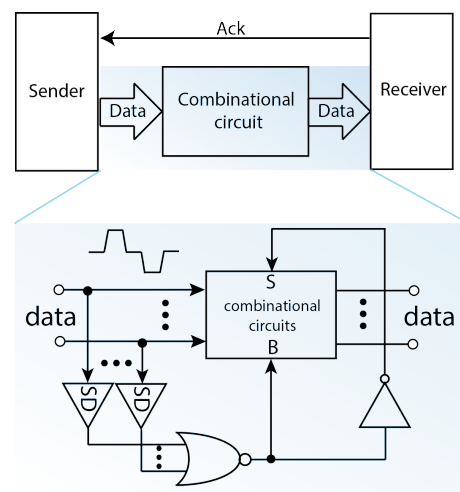 Ack
Sender
Data
Combinational
circuit
Data
Receiver
S
data
combinational
circuits
data
B
SD
SD